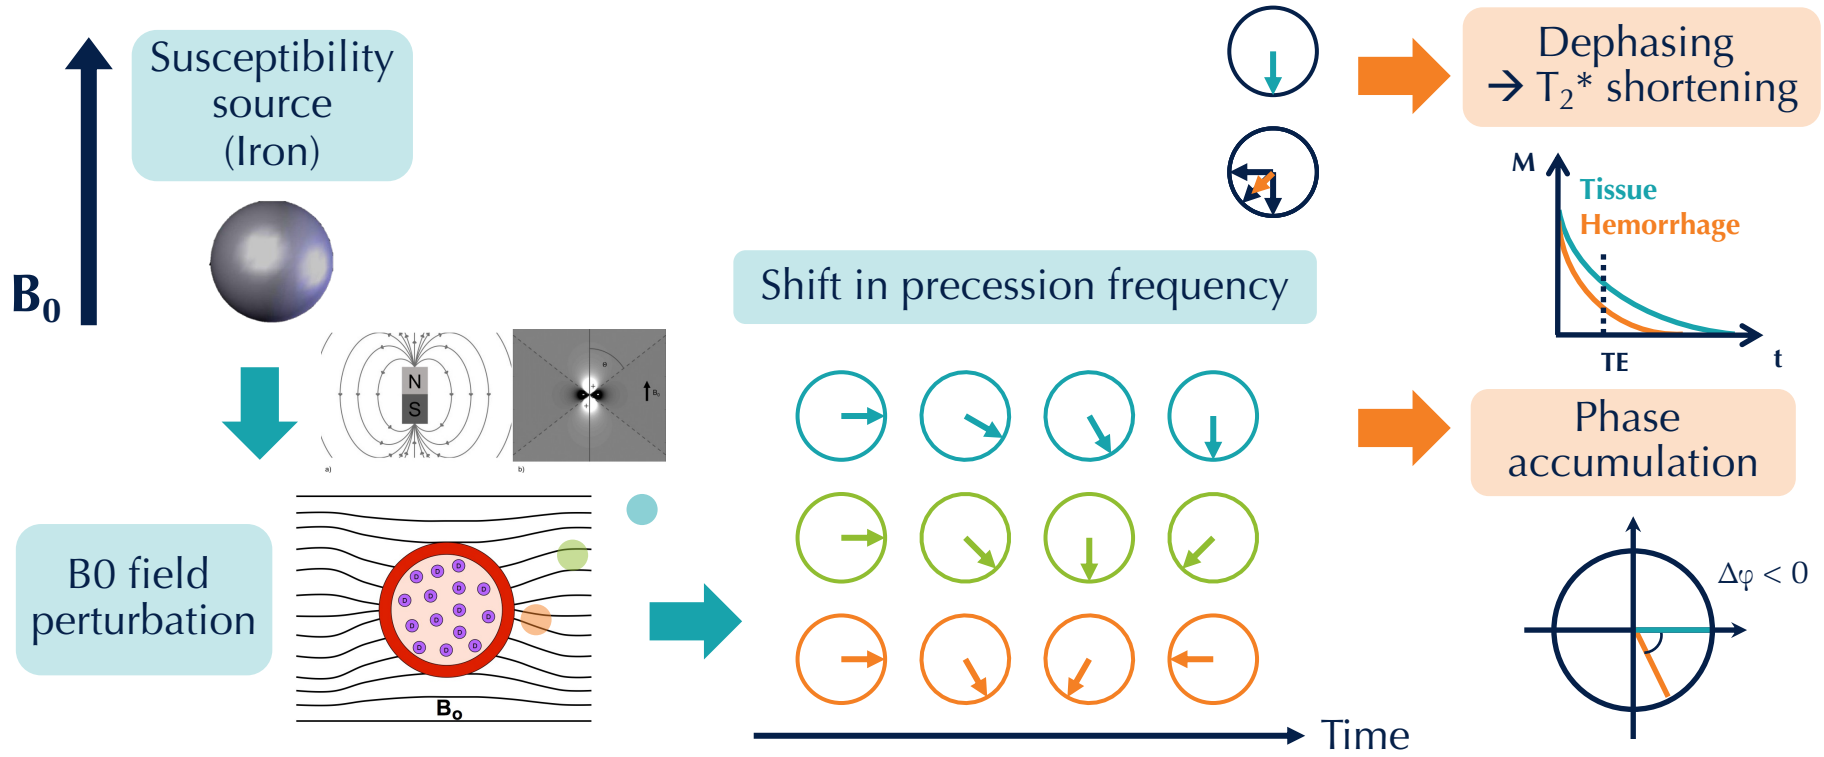 Susceptibility
source
(Iron)
B₀
N
S
a)
+
+
θ
B₀
b)
B0 field
perturbation
D
D
D
D
D
D
D
D
D
D
D
D
D
D
B₀
Shift in precession frequency
Time
Dephasing
→ T₂* shortening
M
Tissue
Hemorrhage
TE
t
Phase
accumulation
Δφ < 0